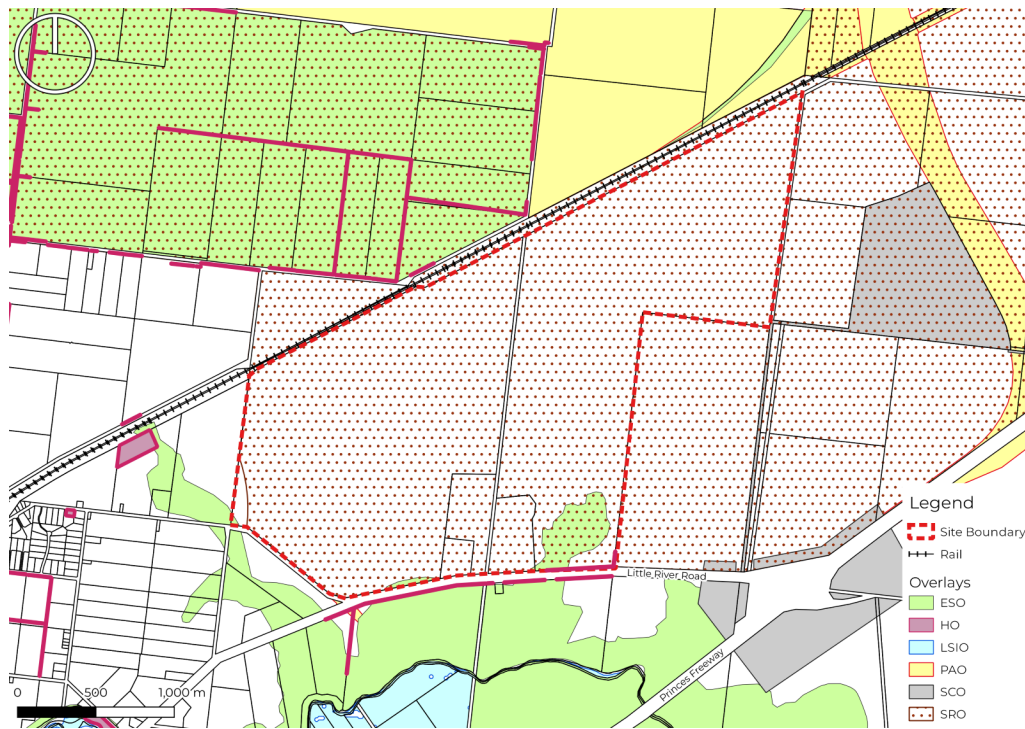 Legend
Site Boundary
Rail
Overlays
ESO
HO
LSIO
PAO
SCO
SRO
Little River Road
Princes Freeway
0 500 1,000 m